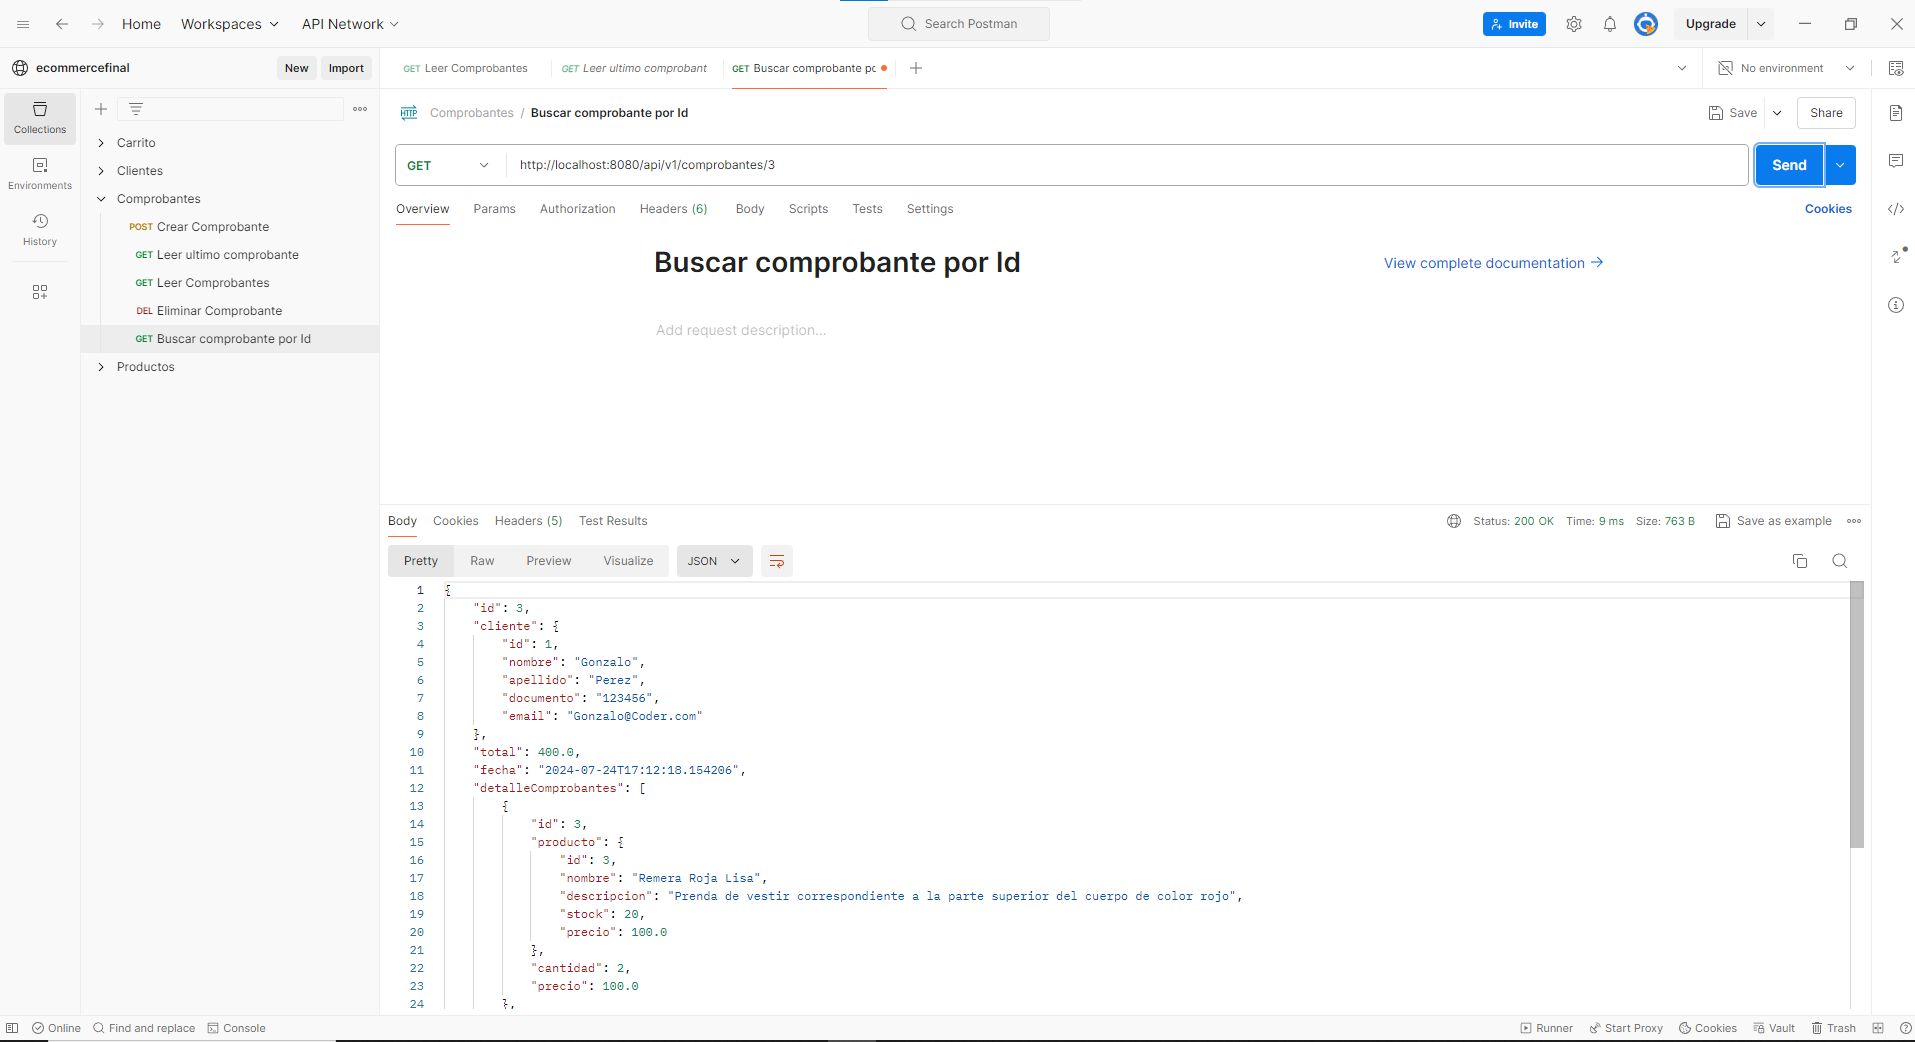 Home Workspaces API Network Search Postman Invite Upgrade
ecommercefinal New Import GET Leer Comprobantes GET Leer ultimo comprobant GET Buscar comprobante pc No environment
Collections
Environments
History
Carrito
Clientes
Comprobantes
POST Crear Comprobante
GET Leer ultimo comprobante
GET Leer Comprobantes
DEL Eliminar Comprobante
GET Buscar comprobante por Id
Productos
HTTP Comprobantes / Buscar comprobante por Id Save Share
GET http://localhost:8080/api/v1/comprobantes/3 Send
Overview Params Authorization Headers (6) Body Scripts Tests Settings Cookies
Buscar comprobante por Id View complete documentation →
Add request description...
Body Cookies Headers (5) Test Results Status: 200 OK Time: 9 ms Size: 763 B Save as example
Pretty Raw Preview Visualize JSON
1 {
2 "id": 3,
3 "cliente": {
4 "id": 1,
5 "nombre": "Gonzalo",
6 "apellido": "Perez",
7 "documento": "123456",
8 "email": "Gonzalo@Coder.com"
9 },
10 "total": 400.0,
11 "fecha": "2024-07-24T17:12:18.154206",
12 "detalleComprobantes": [
13 {
14 "id": 3,
15 "producto": {
16 "id": 3,
17 "nombre": "Remera Roja Lisa",
18 "descripcion": "Prenda de vestir correspondiente a la parte superior del cuerpo de color rojo",
19 "stock": 20,
20 "precio": 100.0
21 },
22 "cantidad": 2,
23 "precio": 100.0
24 },
Online Find and replace Console Runner Start Proxy Cookies Vault Trash